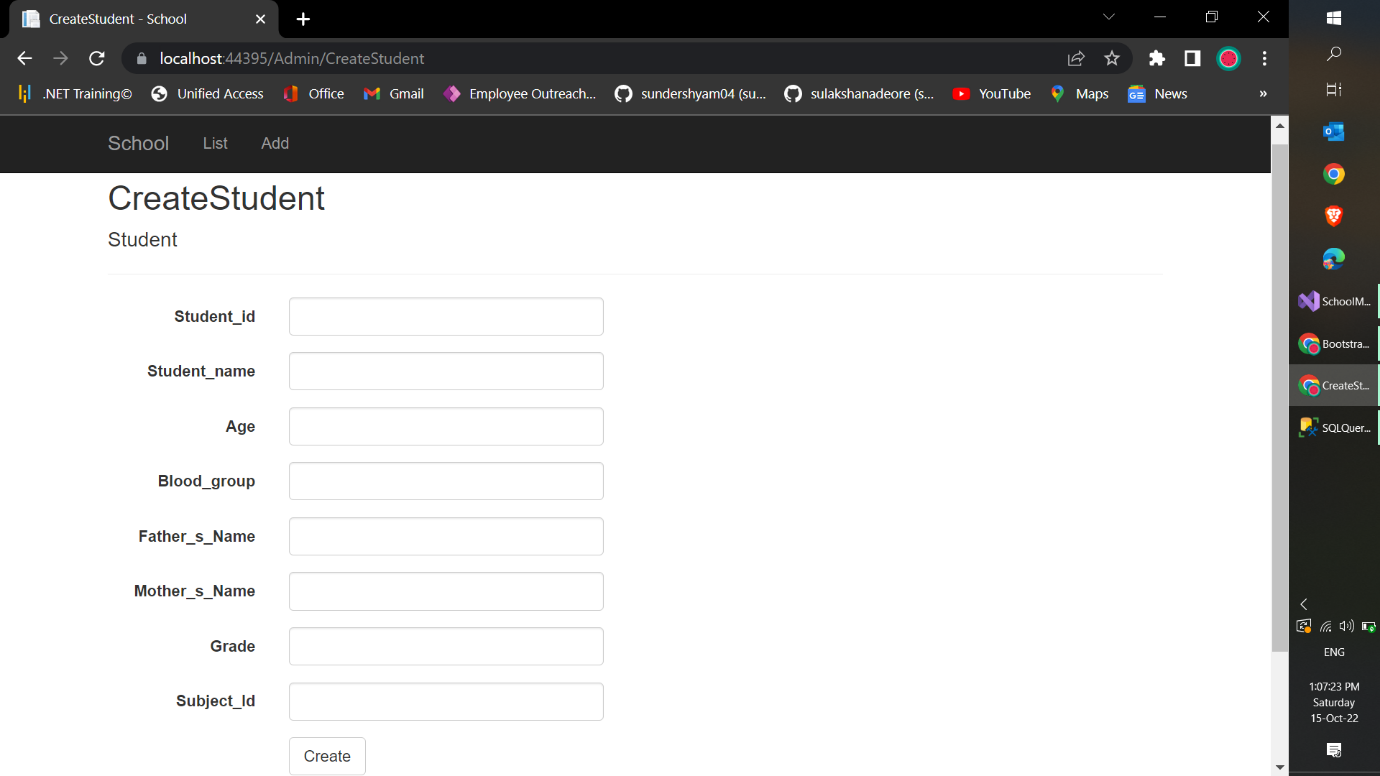 CreateStudent - School
localhost:44395/Admin/CreateStudent
.NET Training© Unified Access Office Gmail Employee Outreach... sundershyam04 (su... sulakshanadeore (s... YouTube Maps News »
School List Add
CreateStudent
Student
Student_id
Student_name
Age
Blood_group
Father_s_Name
Mother_s_Name
Grade
Subject_Id
Create
SchoolM...
Bootstra...
CreateSt...
SQLQuer...
ENG
1:07:23 PM
Saturday
15-Oct-22